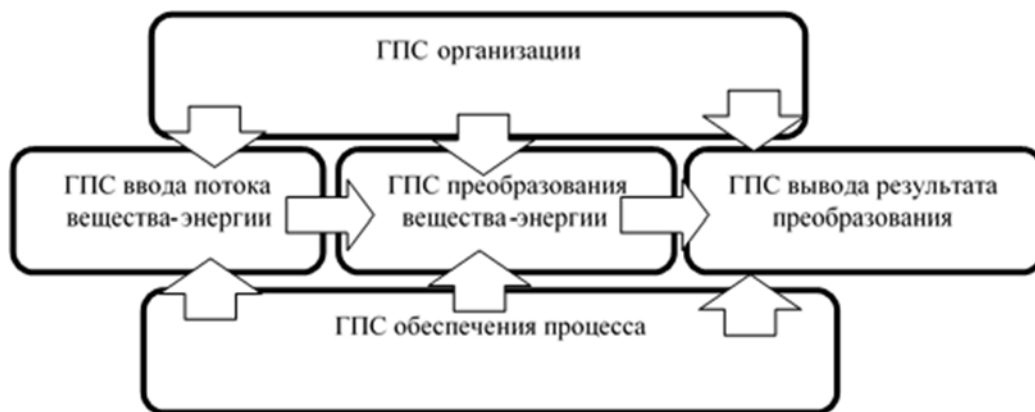 ГПС организации
ГПС ввода потока
вещества-энергии
ГПС преобразования
вещества-энергии
ГПС вывода результата
преобразования
ГПС обеспечения процесса